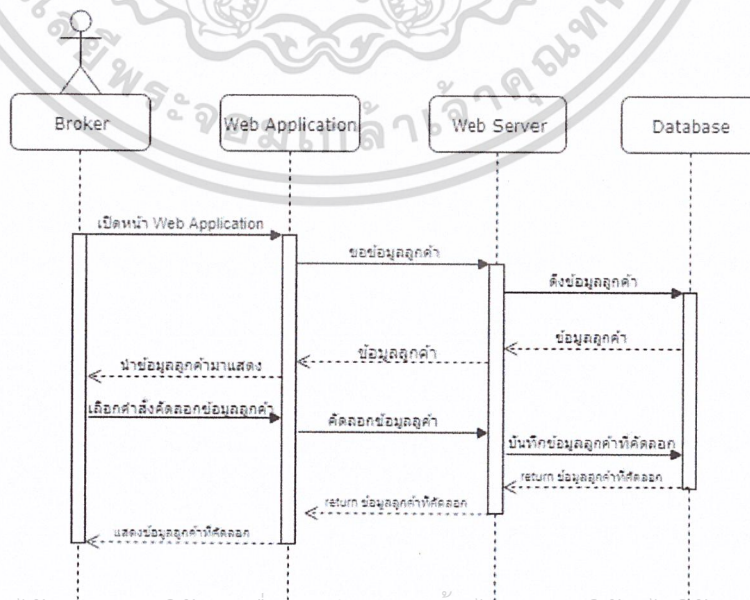 Broker
Web Application
Web Server
Database
เปิดหน้า Web Application
ขอข้อมูลลูกค้า
ดึงข้อมูลลูกค้า
ข้อมูลลูกค้า
ข้อมูลลูกค้า
นำข้อมูลลูกค้ามาแสดง
เลือกคำสั่งคัดลอกข้อมูลลูกค้า
คัดลอกข้อมูลลูกค้า
บันทึกข้อมูลลูกค้าที่คัดลอก
return ข้อมูลลูกค้าที่คัดลอก
return ข้อมูลลูกค้าที่คัดลอก
แสดงข้อมูลลูกค้าที่คัดลอก